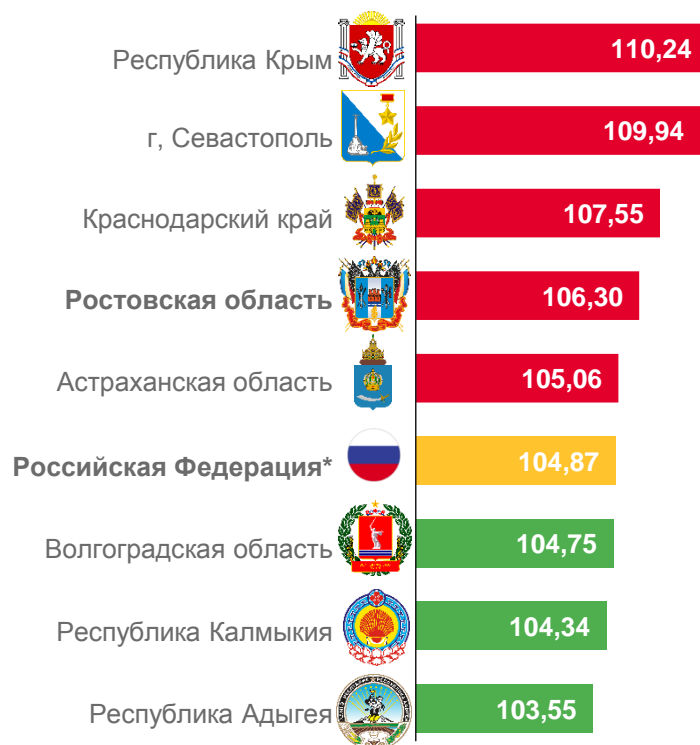 Республика Крым 110,24
г, Севастополь 109,94
Краснодарский край 107,55
Ростовская область 106,30
Астраханская область 105,06
Российская Федерация* 104,87
Волгоградская область 104,75
Республика Калмыкия 104,34
Республика Адыгея 103,55